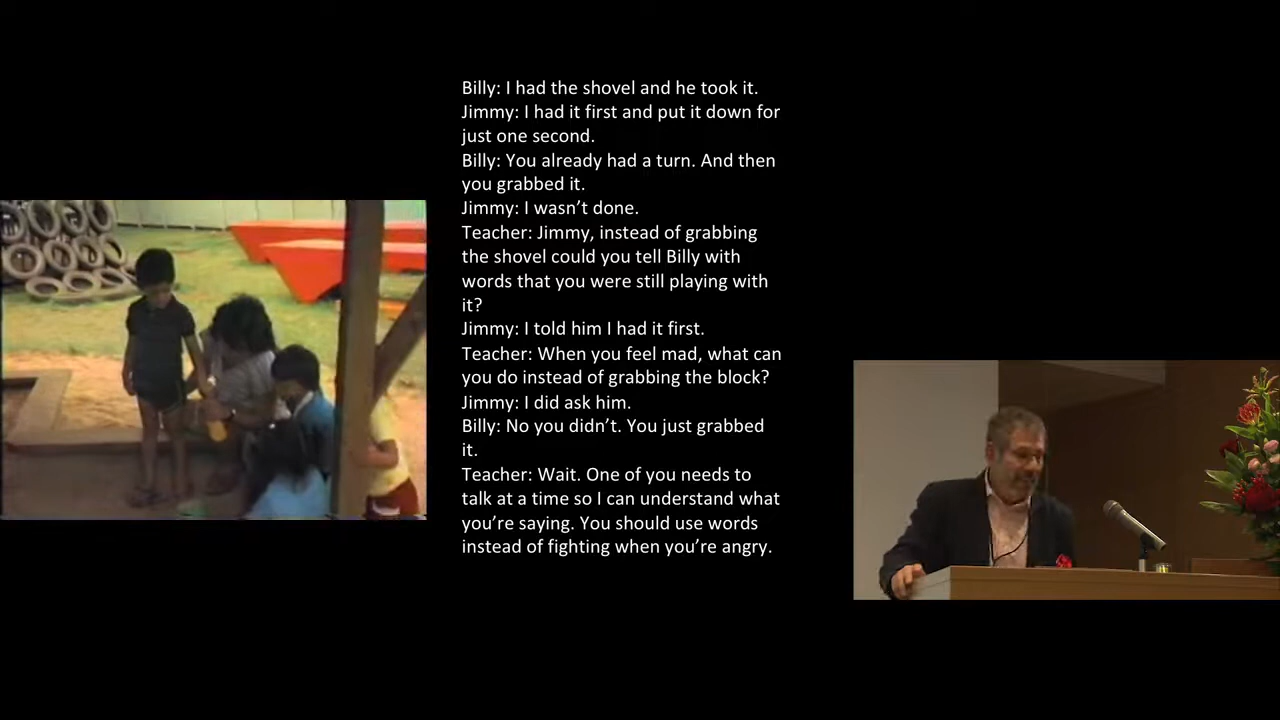 Billy: I had the shovel and he took it.
Jimmy: I had it first and put it down for
just one second.
Billy: You already had a turn. And then
you grabbed it.
Jimmy: I wasn’t done.
Teacher: Jimmy, instead of grabbing
the shovel could you tell Billy with
words that you were still playing with
it?
Jimmy: I told him I had it first.
Teacher: When you feel mad, what can
you do instead of grabbing the block?
Jimmy: I did ask him.
Billy: No you didn’t. You just grabbed
it.
Teacher: Wait. One of you needs to
talk at a time so I can understand what
you’re saying. You should use words
instead of fighting when you’re angry.